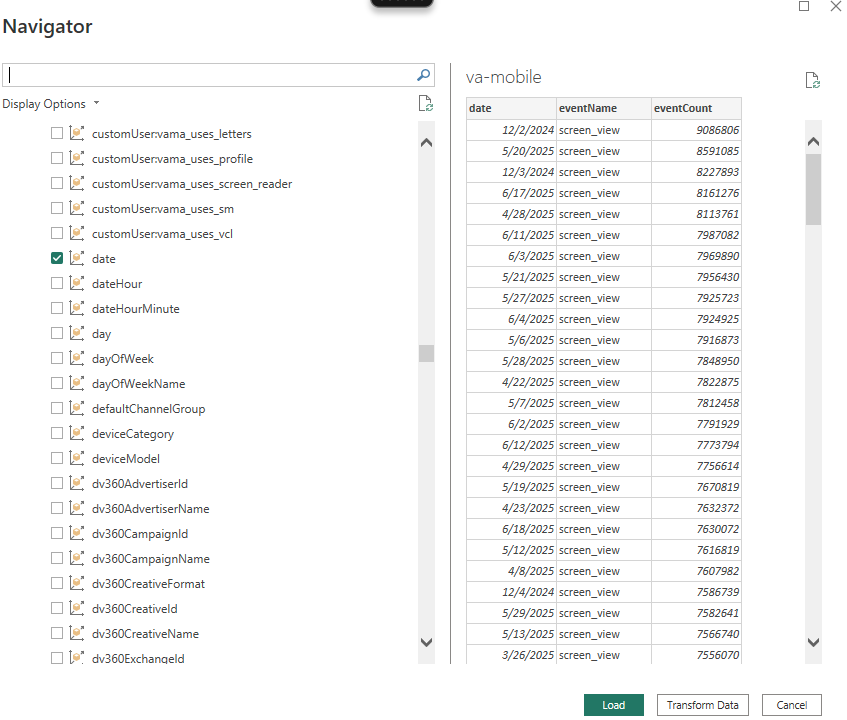 Navigator
Display Options
customUser:vama_uses_letters
customUser:vama_uses_profile
customUser:vama_uses_screen_reader
customUser:vama_uses_sm
customUser:vama_uses_vcl
date
dateHour
dateHourMinute
day
dayOfWeek
dayOfWeekName
defaultChannelGroup
deviceCategory
deviceModel
dv360AdvertiserId
dv360AdvertiserName
dv360CampaignId
dv360CampaignName
dv360CreativeFormat
dv360CreativeId
dv360CreativeName
dv360ExchangeId
va-mobile
date eventName eventCount
12/2/2024 screen_view 9086806
5/20/2025 screen_view 8591085
12/3/2024 screen_view 8227893
6/17/2025 screen_view 8161276
4/28/2025 screen_view 8113761
6/11/2025 screen_view 7987082
6/3/2025 screen_view 7969890
5/21/2025 screen_view 7956430
5/27/2025 screen_view 7925723
6/4/2025 screen_view 7924925
5/6/2025 screen_view 7916873
5/28/2025 screen_view 7848950
4/22/2025 screen_view 7822875
5/7/2025 screen_view 7812458
6/2/2025 screen_view 7791929
6/12/2025 screen_view 7773794
4/29/2025 screen_view 7756614
5/19/2025 screen_view 7670819
4/23/2025 screen_view 7632372
6/18/2025 screen_view 7630072
5/12/2025 screen_view 7616819
4/8/2025 screen_view 7607982
12/4/2024 screen_view 7586739
5/29/2025 screen_view 7582641
5/13/2025 screen_view 7566740
3/26/2025 screen_view 7556070
Load Transform Data Cancel